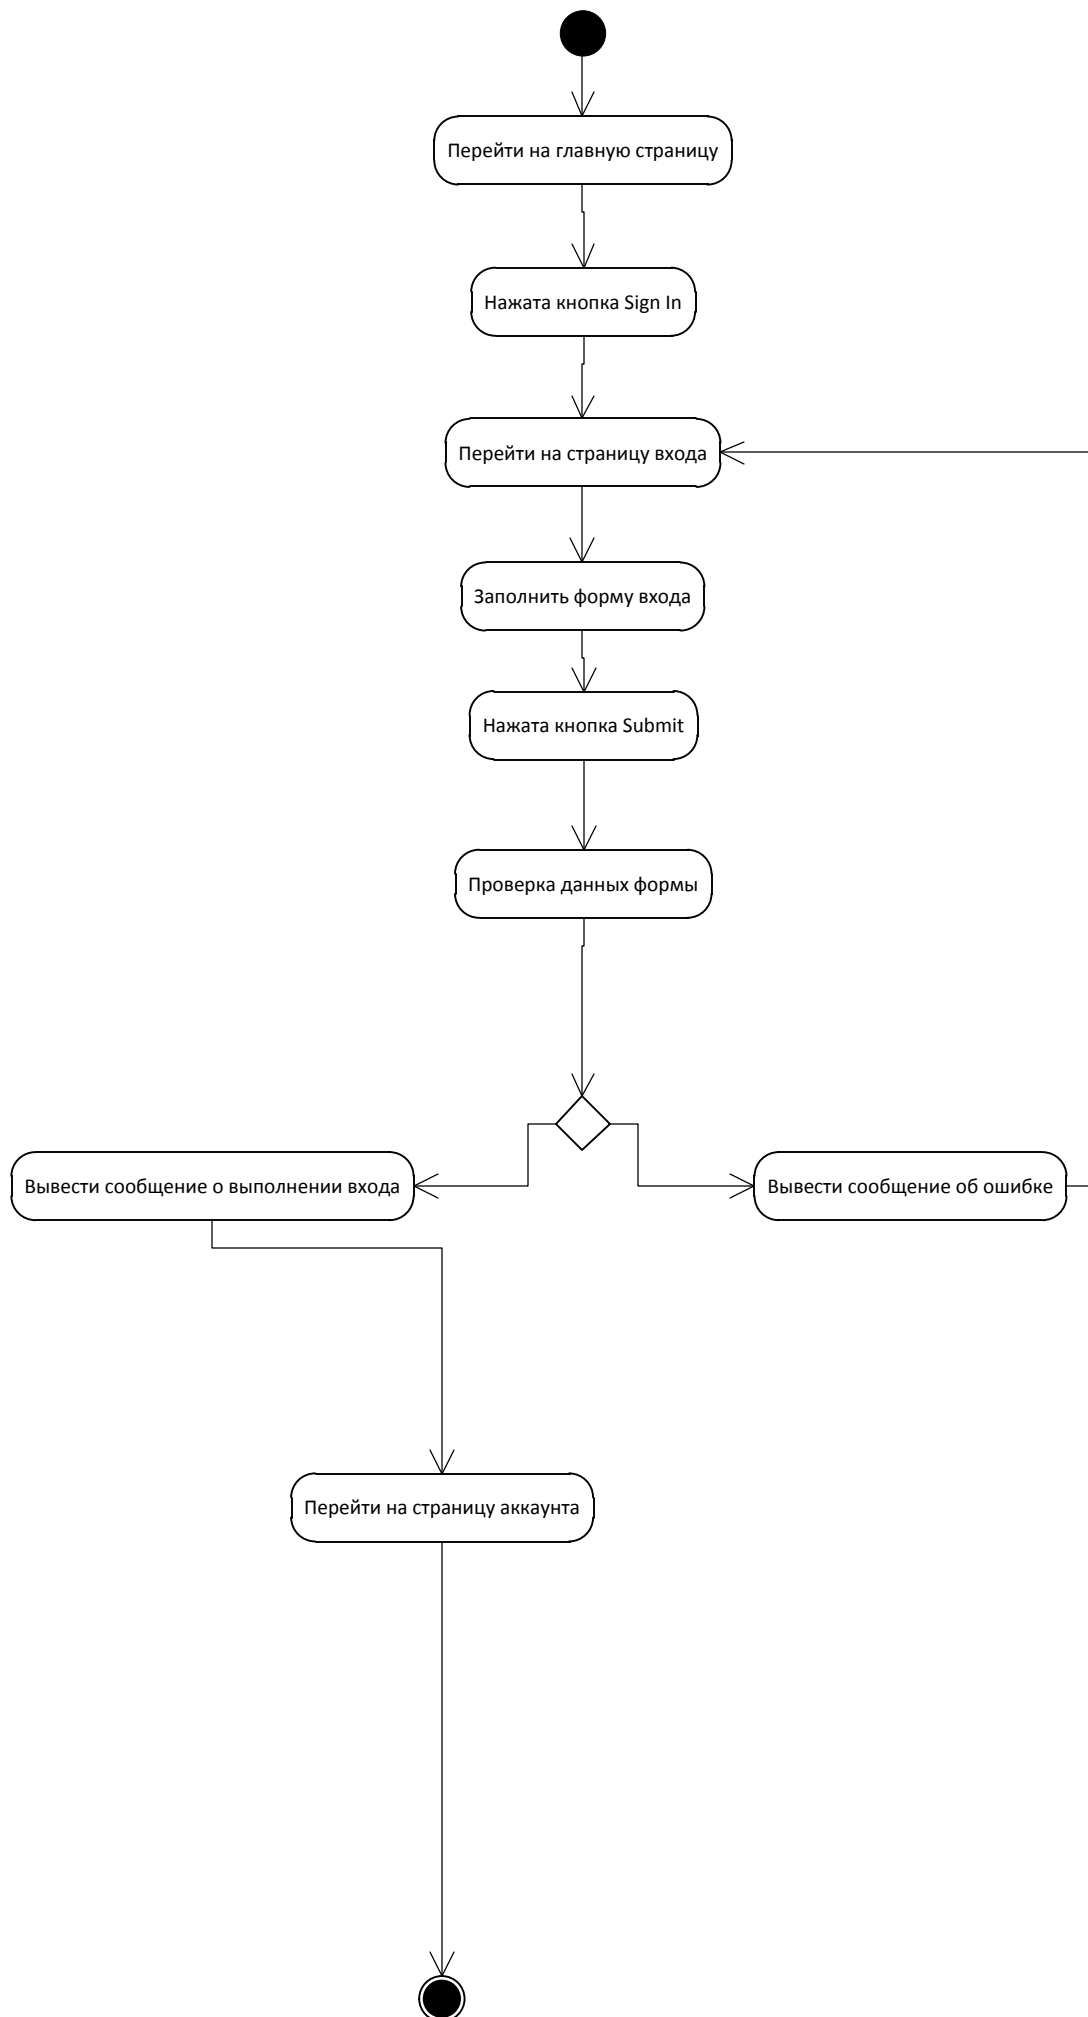 Перейти на главную страницу
Нажата кнопка Sign In
Перейти на страницу входа
Заполнить форму входа
Нажата кнопка Submit
Проверка данных формы
Вывести сообщение о выполнении входа
Вывести сообщение об ошибке
Перейти на страницу аккаунта